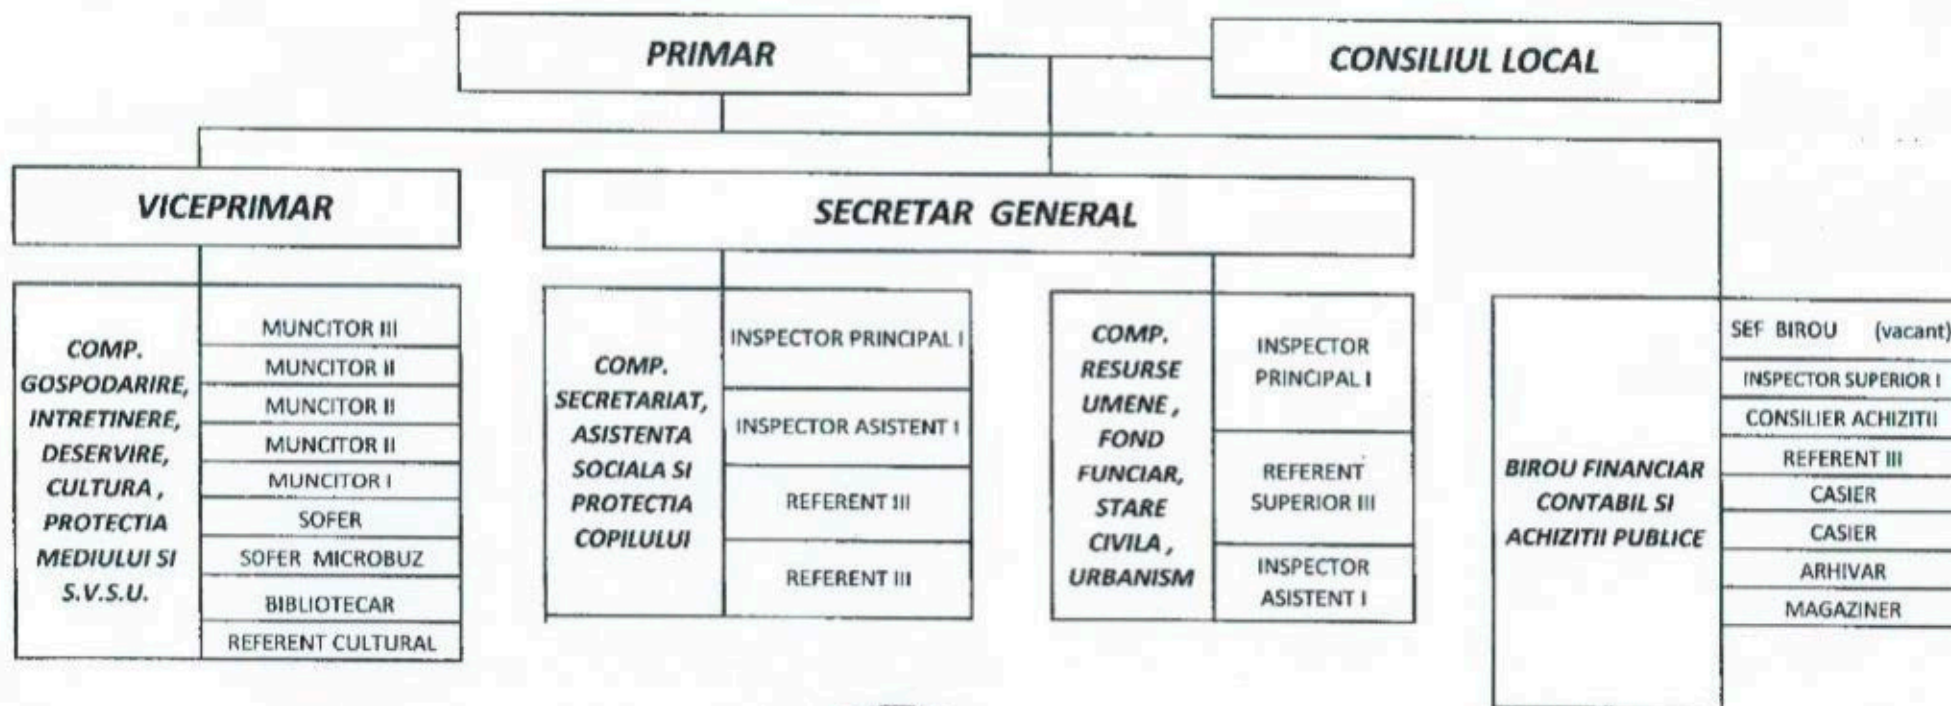 PRIMAR
CONSILIUL LOCAL
VICEPRIMAR
SECRETAR GENERAL
COMP.
GOSPODARIRE,
INTRETINERE,
DESERVIRE,
CULTURA ,
PROTECTIA
MEDIULUI SI
S.V.S.U.
MUNCITOR III
MUNCITOR II
MUNCITOR II
MUNCITOR II
MUNCITOR I
SOFER
SOFER MICROBUZ
BIBLIOTECAR
REFERENT CULTURAL
COMP.
SECRETARIAT,
ASISTENTA
SOCIALA SI
PROTECTIA
COPILULUI
INSPECTOR PRINCIPAL I
INSPECTOR ASISTENT I
REFERENT III
REFERENT III
COMP.
RESURSE
UMENE ,
FOND
FUNCIAR,
STARE
CIVILA ,
URBANISM
INSPECTOR
PRINCIPAL I
REFERENT
SUPERIOR III
INSPECTOR
ASISTENT I
BIROU FINANCIAR
CONTABIL SI
ACHIZITII PUBLICE
SEF BIROU (vacant)
INSPECTOR SUPERIOR I
CONSILIER ACHIZITII
REFERENT III
CASIER
CASIER
ARHIVAR
MAGAZINER